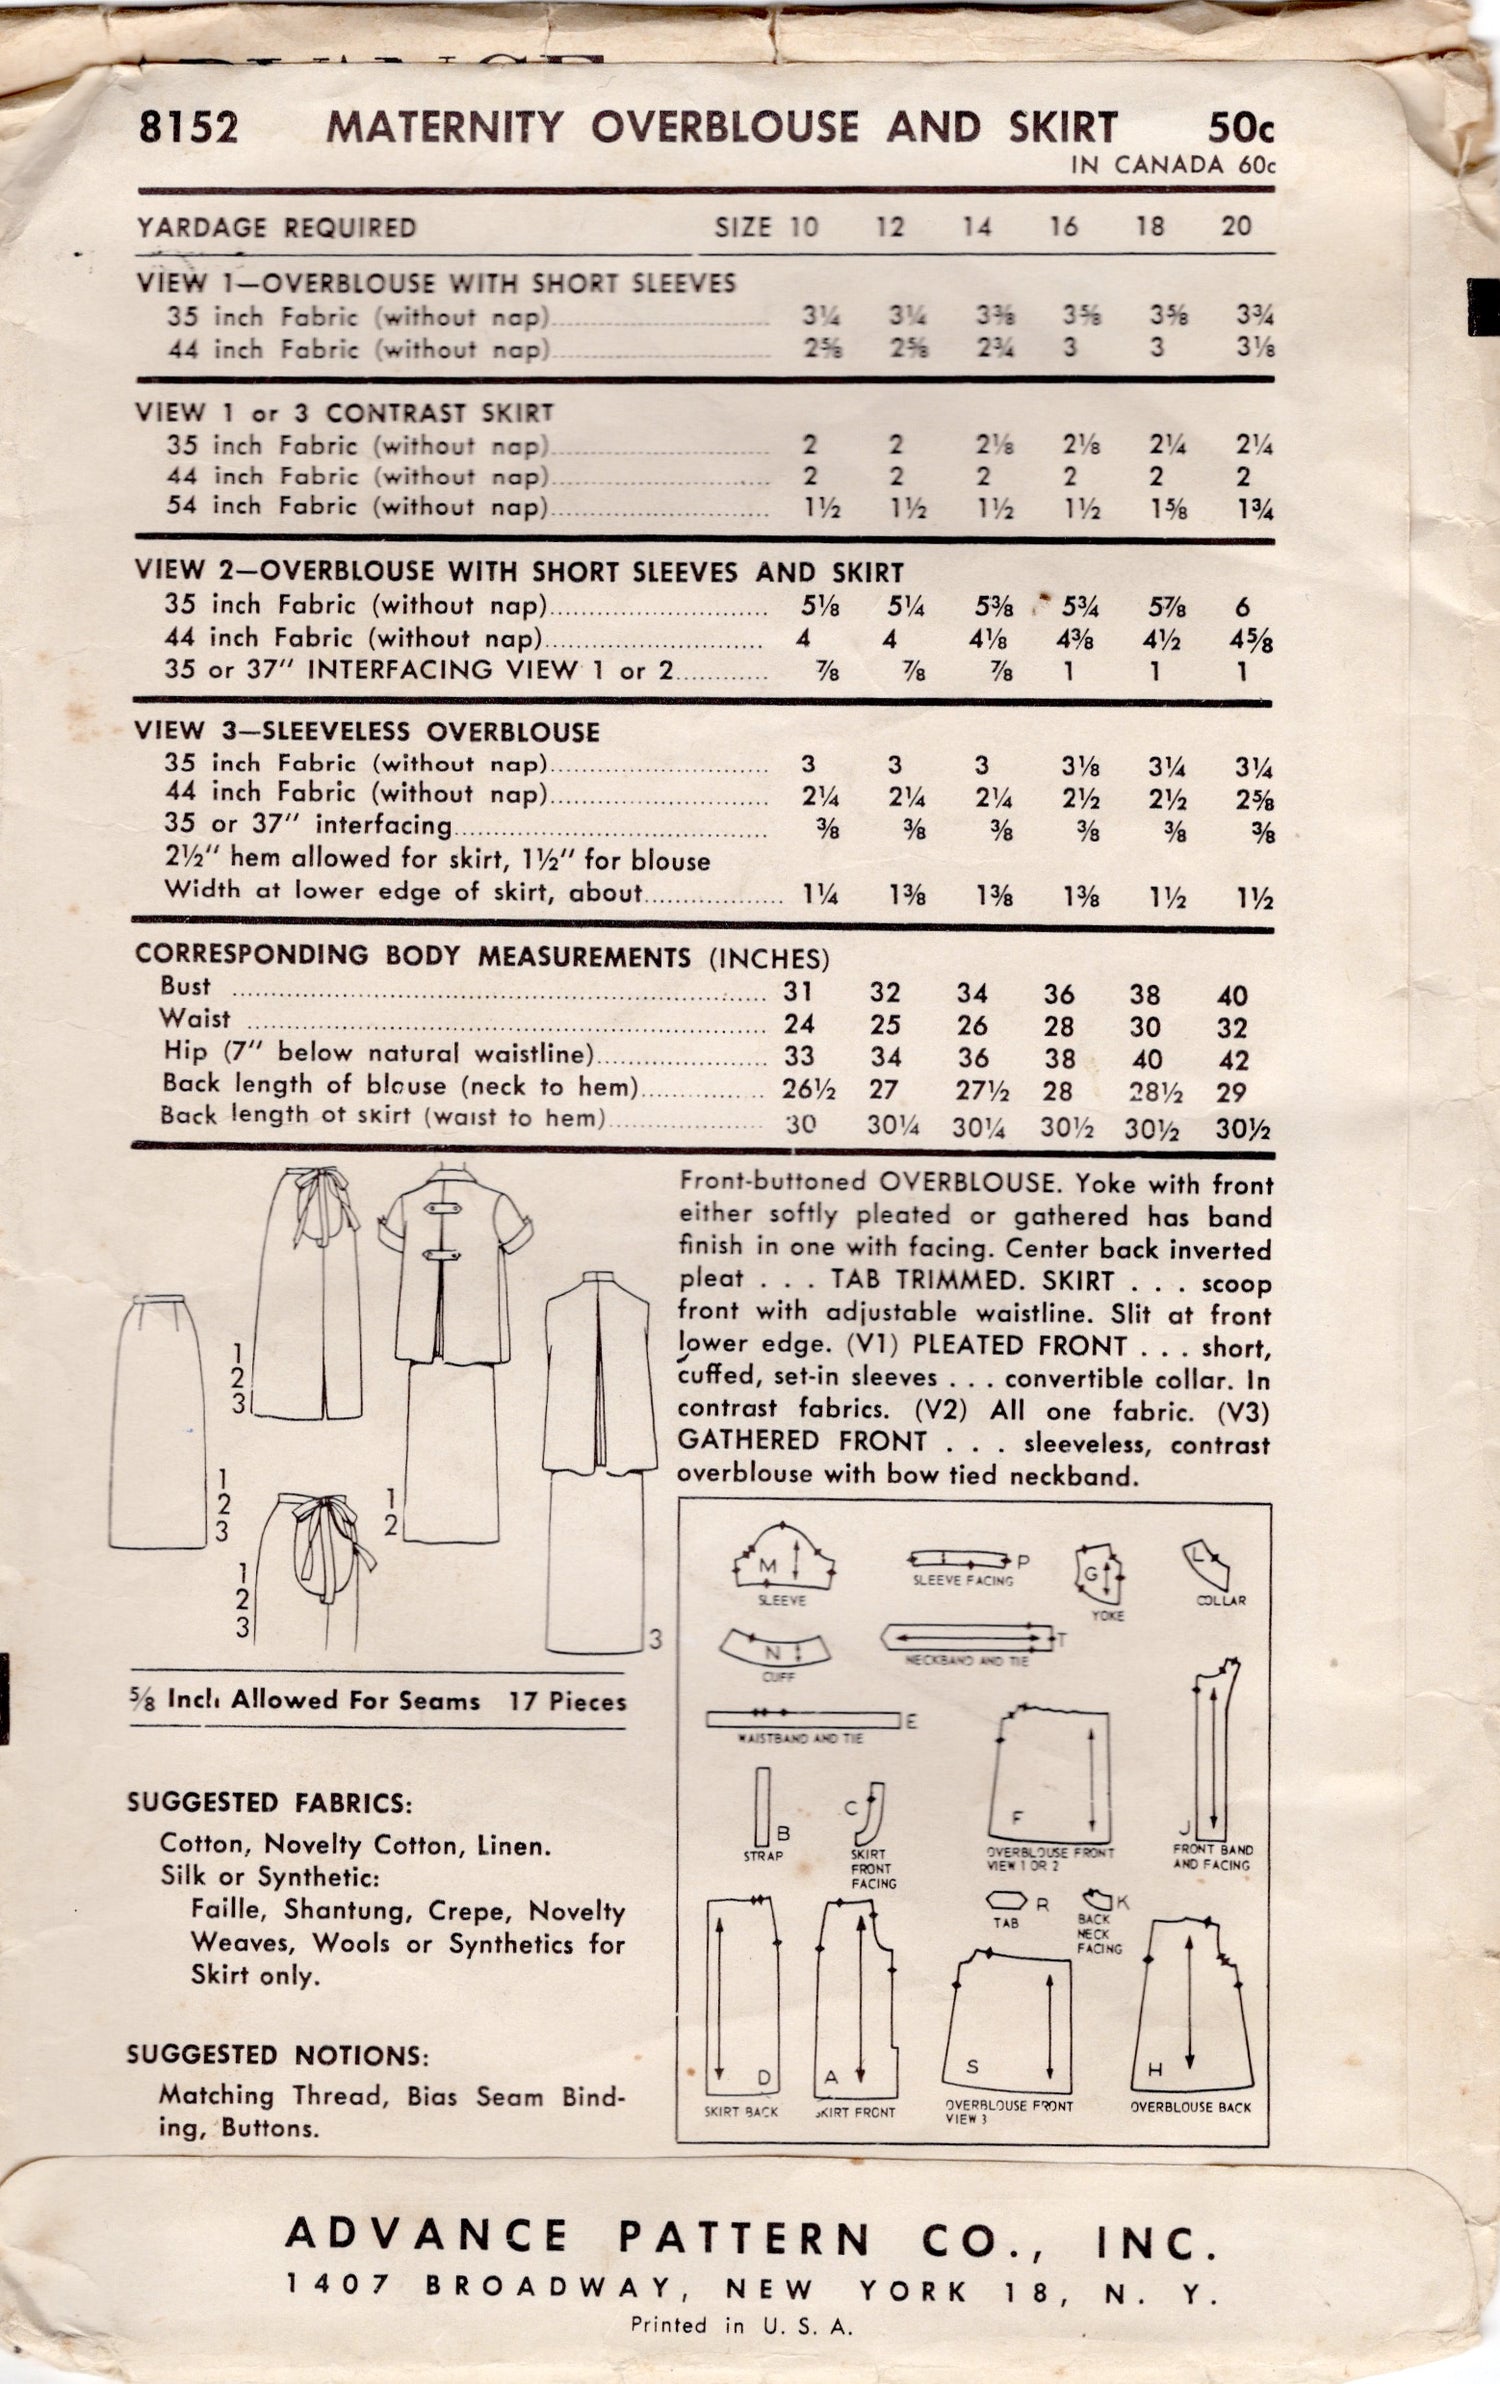 8152 MATERNITY OVERBLOUSE AND SKIRT 50c
IN CANADA 60c
YARDAGE REQUIRED SIZE 10 12 14 16 18 20
VIEW 1—OVERBLOUSE WITH SHORT SLEEVES
35 inch Fabric (without nap) 3¼ 3¼ 3⅜ 3⅝ 3⅝ 3¾
44 inch Fabric (without nap) 2⅝ 2⅝ 2¾ 3 3 3⅛
VIEW 1 or 3 CONTRAST SKIRT
35 inch Fabric (without nap) 2 2 2⅛ 2⅛ 2¼ 2¼
44 inch Fabric (without nap) 2 2 2 2 2 2
54 inch Fabric (without nap) 1½ 1½ 1½ 1½ 1⅝ 1¾
VIEW 2—OVERBLOUSE WITH SHORT SLEEVES AND SKIRT
35 inch Fabric (without nap) 5⅛ 5¼ 5⅜ 5¾ 5⅞ 6
44 inch Fabric (without nap) 4 4 4⅛ 4⅜ 4½ 4⅝
35 or 37" INTERFACING VIEW 1 or 2 ⅞ ⅞ ⅞ 1 1 1
VIEW 3—SLEEVELESS OVERBLOUSE
35 inch Fabric (without nap) 3 3 3 3⅛ 3¼ 3¼
44 inch Fabric (without nap) 2¼ 2¼ 2¼ 2½ 2½ 2⅝
35 or 37" interfacing ⅜ ⅜ ⅜ ⅜ ⅜ ⅜
2½" hem allowed for skirt, 1½" for blouse
Width at lower edge of skirt, about 1¼ 1⅜ 1⅜ 1⅜ 1½ 1½
CORRESPONDING BODY MEASUREMENTS (INCHES)
Bust 31 32 34 36 38 40
Waist 24 25 26 28 30 32
Hip (7" below natural waistline) 33 34 36 38 40 42
Back length of blouse (neck to hem) 26½ 27 27½ 28 28½ 29
Back length of skirt (waist to hem) 30 30¼ 30¼ 30½ 30½ 30½
Front-buttoned OVERBLOUSE. Yoke with front
either softly pleated or gathered has band
finish in one with facing. Center back inverted
pleat . . . TAB TRIMMED. SKIRT . . . scoop
front with adjustable waistline. Slit at front
lower edge. (V1) PLEATED FRONT . . . short,
cuffed, set-in sleeves . . . convertible collar. In
contrast fabrics. (V2) All one fabric. (V3)
GATHERED FRONT . . . sleeveless, contrast
overblouse with bow tied neckband.
1
2
3
1
2
3
1
2
3
1
2
3
M
SLEEVE
P
SLEEVE FACING
G
YOKE
L
COLLAR
N
CUFF
T
NECKBAND AND TIE
E
WAISTBAND AND TIE
B
STRAP
C
SKIRT
FRONT
FACING
F
OVERBLOUSE FRONT
VIEW 1 OR 2
J
FRONT BAND
AND FACING
R
TAB
K
BACK
NECK
FACING
D
SKIRT BACK
A
SKIRT FRONT
S
OVERBLOUSE FRONT
VIEW 3
H
OVERBLOUSE BACK
⅝ Inch Allowed For Seams 17 Pieces
SUGGESTED FABRICS:
Cotton, Novelty Cotton, Linen.
Silk or Synthetic:
Faille, Shantung, Crepe, Novelty
Weaves, Wools or Synthetics for
Skirt only.
SUGGESTED NOTIONS:
Matching Thread, Bias Seam Bind-
ing, Buttons.
ADVANCE PATTERN CO., INC.
1407 BROADWAY, NEW YORK 18, N. Y.
Printed in U. S. A.